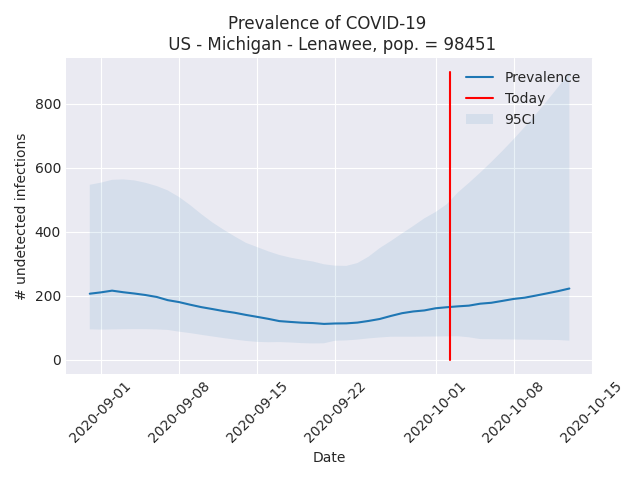 Prevalence of COVID-19
US - Michigan - Lenawee, pop. = 98451
Prevalence
Today
95CI
800
600
400
200
0
# undetected infections
2020-09-01
2020-09-08
2020-09-15
2020-09-22
2020-10-01
2020-10-08
2020-10-15
Date